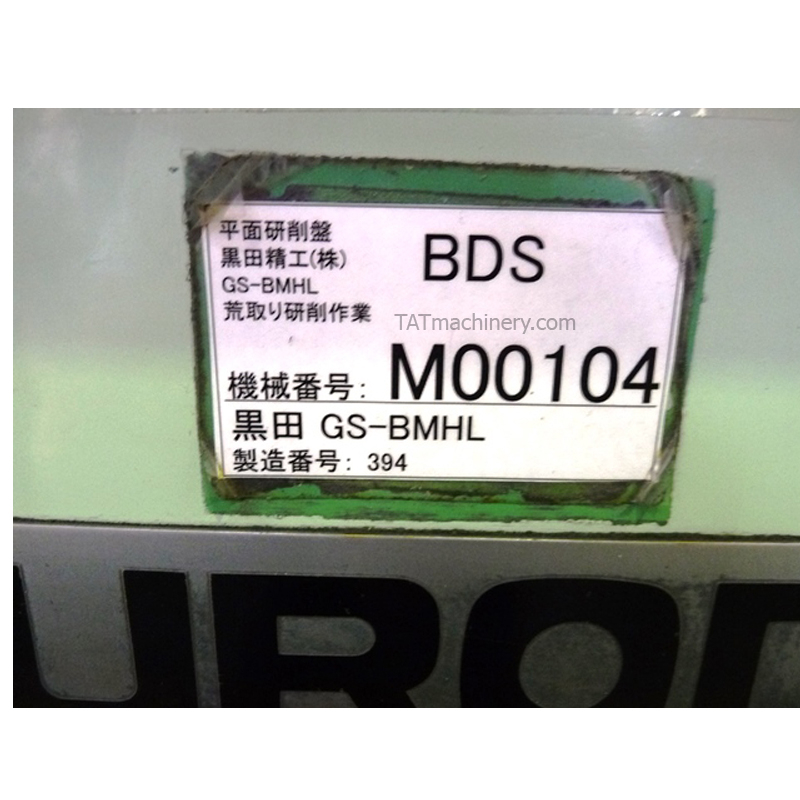 平面研削盤
黒田精工(株)
GS-BMHL
荒取り研削作業
BDS
TATmachinery.com
機械番号: M00104
黒田 GS-BMHL
製造番号: 394
UROD